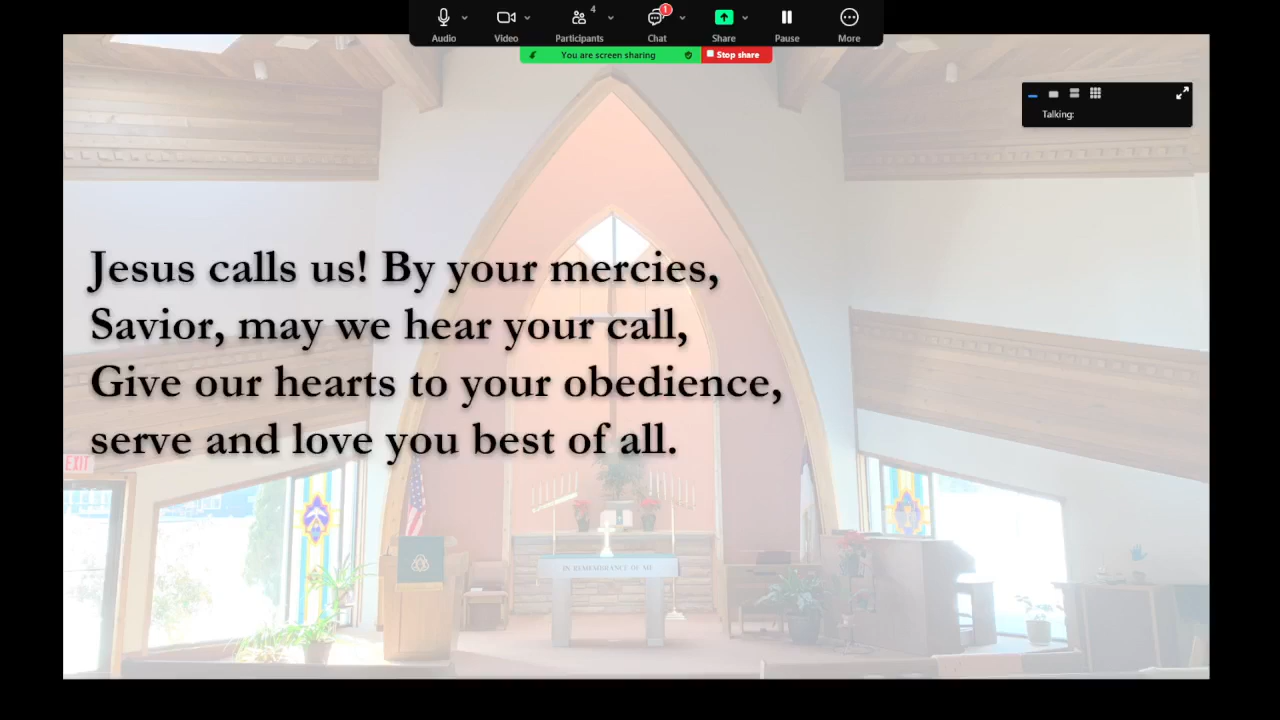 Audio Video Participants 4 Chat 1 Share Pause More
You are screen sharing Stop share
Talking:
Jesus calls us! By your mercies,
Savior, may we hear your call,
Give our hearts to your obedience,
serve and love you best of all.
EXIT
IN REMEMBRANCE OF ME